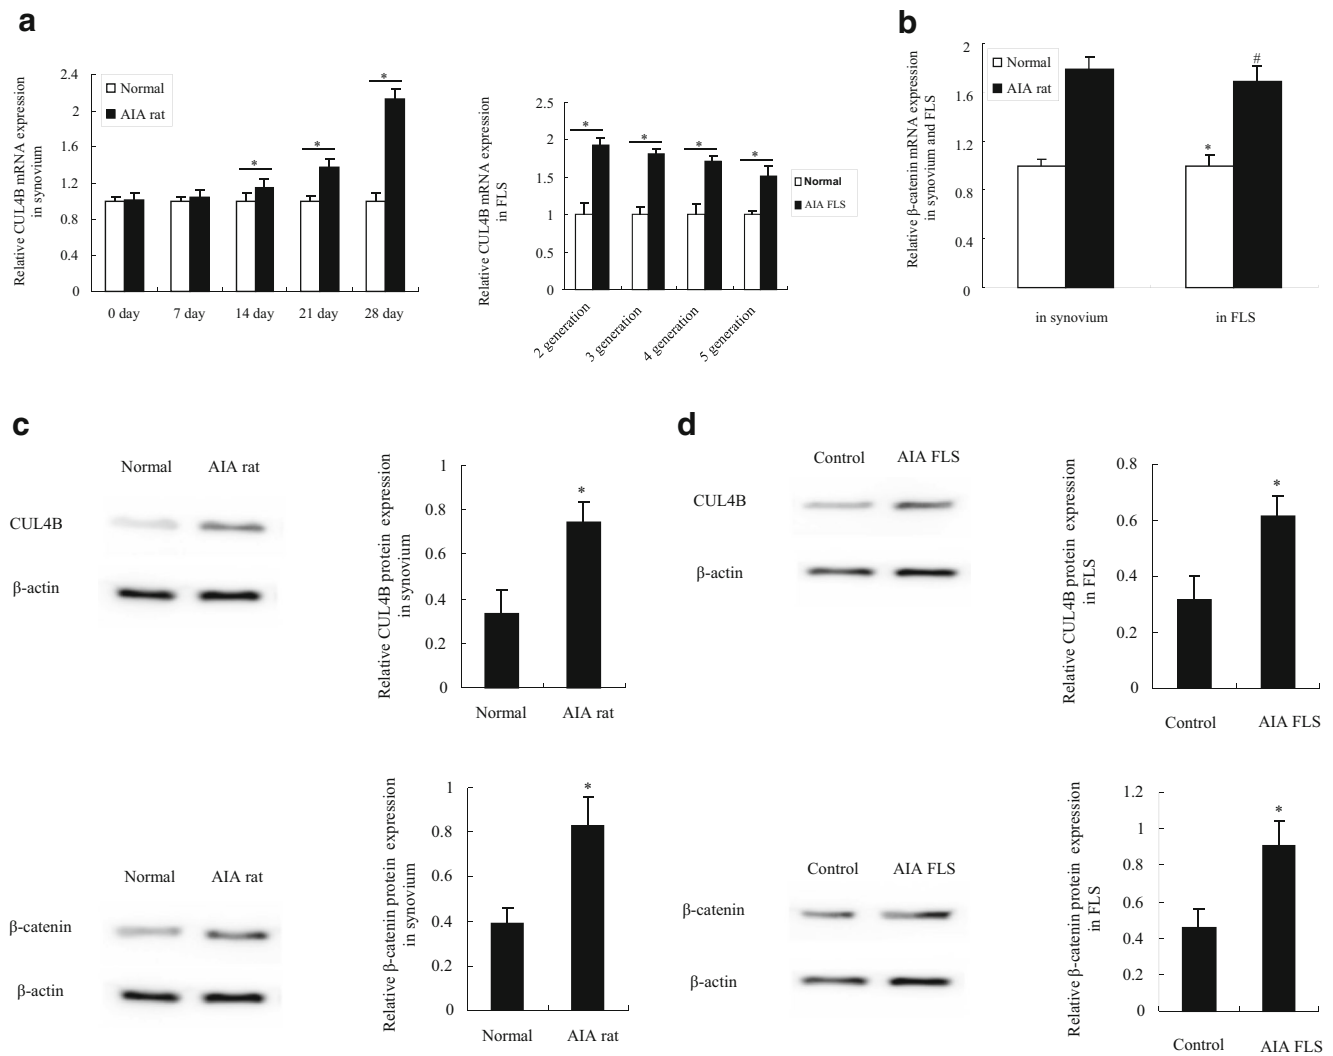 a
Relative CUL4B mRNA expression
in synovium
2.4
2
1.6
1.2
0.8
0.4
0
Normal
AIA rat
*
*
*
0 day
7 day
14 day
21 day
28 day
Relative CUL4B mRNA expression
in FLS
2.5
2
1.5
1
0.5
0
*
*
*
*
Normal
AIA FLS
2 generation
3 generation
4 generation
5 generation
b
Relative β-catenin mRNA expression
in synovium and FLS
2
1.6
1.2
0.8
0.4
0
Normal
AIA rat
*
#
in synovium
in FLS
c
Normal
AIA rat
CUL4B
β-actin
Relative CUL4B protein expression
in synovium
1
0.8
0.6
0.4
0.2
0
*
Normal
AIA rat
Normal
AIA rat
β-catenin
β-actin
Relative β-catenin protein expression
in synovium
1
0.8
0.6
0.4
0.2
0
*
Normal
AIA rat
d
Control
AIA FLS
CUL4B
β-actin
Relative CUL4B protein expression
in FLS
0.8
0.6
0.4
0.2
0
*
Control
AIA FLS
Control
AIA FLS
β-catenin
β-actin
Relative β-catenin protein expression
in FLS
1.2
1
0.8
0.6
0.4
0.2
0
*
Control
AIA FLS